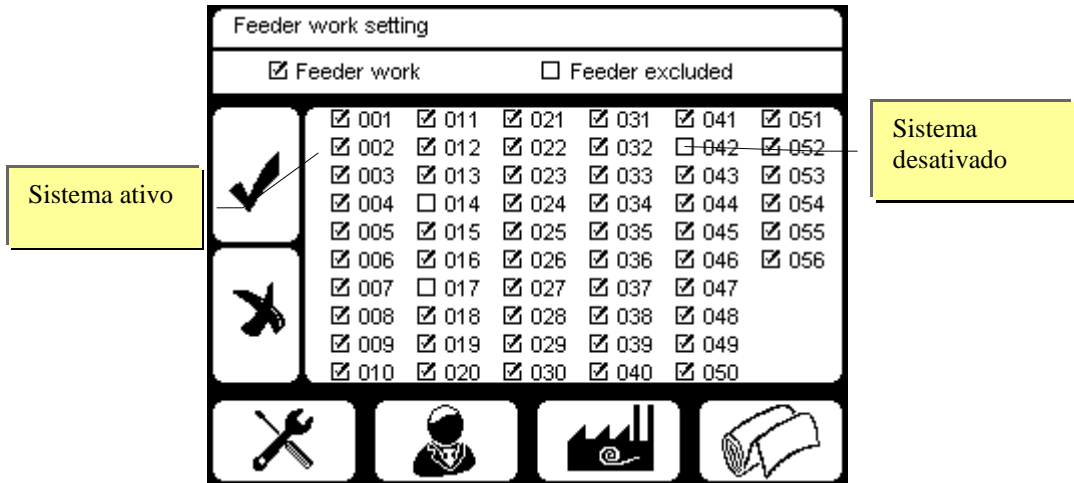 Feeder work setting
☑ Feeder work ☐ Feeder excluded
☑ 001 ☑ 011 ☑ 021 ☑ 031 ☑ 041 ☑ 051
☑ 002 ☑ 012 ☑ 022 ☑ 032 ☐ 042 ☑ 052
☑ 003 ☑ 013 ☑ 023 ☑ 033 ☑ 043 ☑ 053
☑ 004 ☐ 014 ☑ 024 ☑ 034 ☑ 044 ☑ 054
☑ 005 ☑ 015 ☑ 025 ☑ 035 ☑ 045 ☑ 055
☑ 006 ☑ 016 ☑ 026 ☑ 036 ☑ 046 ☑ 056
☑ 007 ☐ 017 ☑ 027 ☑ 037 ☑ 047
☑ 008 ☑ 018 ☑ 028 ☑ 038 ☑ 048
☑ 009 ☑ 019 ☑ 029 ☑ 039 ☑ 049
☑ 010 ☑ 020 ☑ 030 ☑ 040 ☑ 050
Sistema ativo
Sistema
desativado